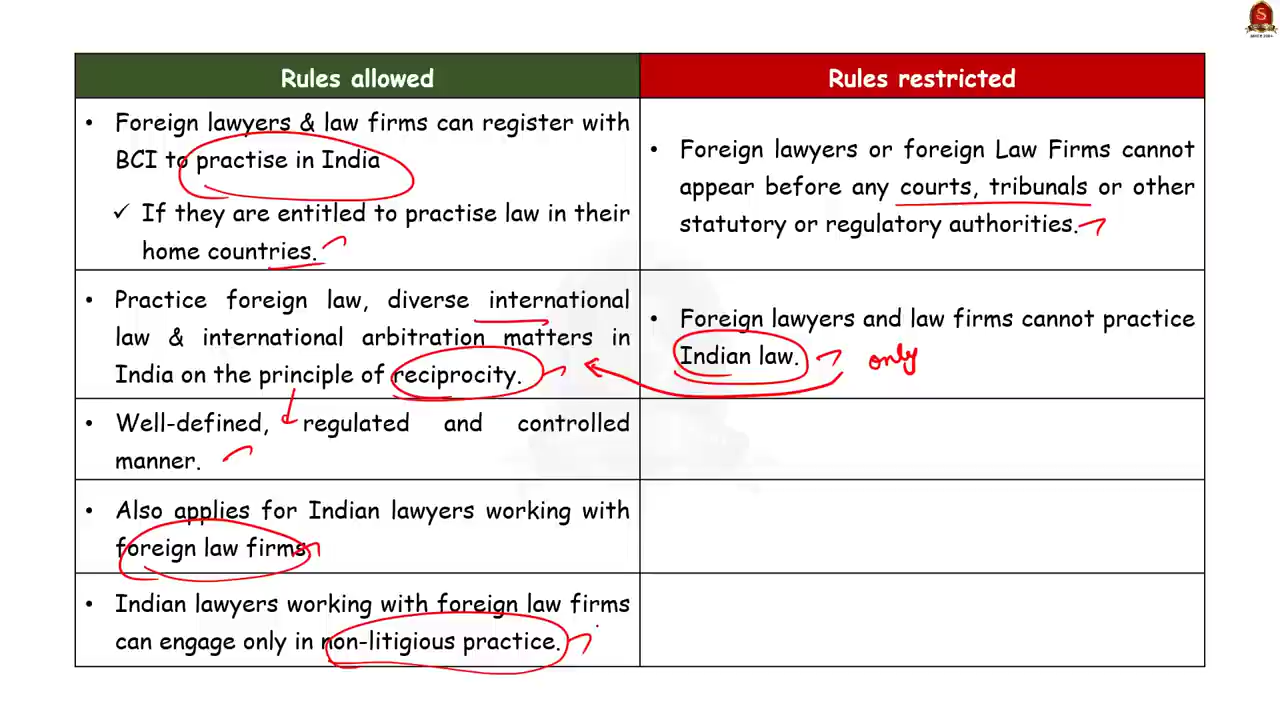 Rules allowed
Rules restricted
• Foreign lawyers & law firms can register with
BCI to practise in India
✓ If they are entitled to practise law in their
home countries.
• Foreign lawyers or foreign Law Firms cannot
appear before any courts, tribunals or other
statutory or regulatory authorities.
• Practice foreign law, diverse international
law & international arbitration matters in
India on the principle of reciprocity.
• Foreign lawyers and law firms cannot practice
Indian law.
only
• Well-defined, regulated and controlled
manner.
• Also applies for Indian lawyers working with
foreign law firms
• Indian lawyers working with foreign law firms
can engage only in non-litigious practice.